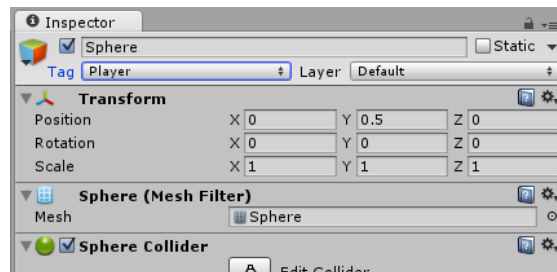 Inspector
Sphere Static
Tag Player Layer Default
Transform
Position X 0 Y 0.5 Z 0
Rotation X 0 Y 0 Z 0
Scale X 1 Y 1 Z 1
Sphere (Mesh Filter)
Mesh Sphere
Sphere Collider
Edit Collider